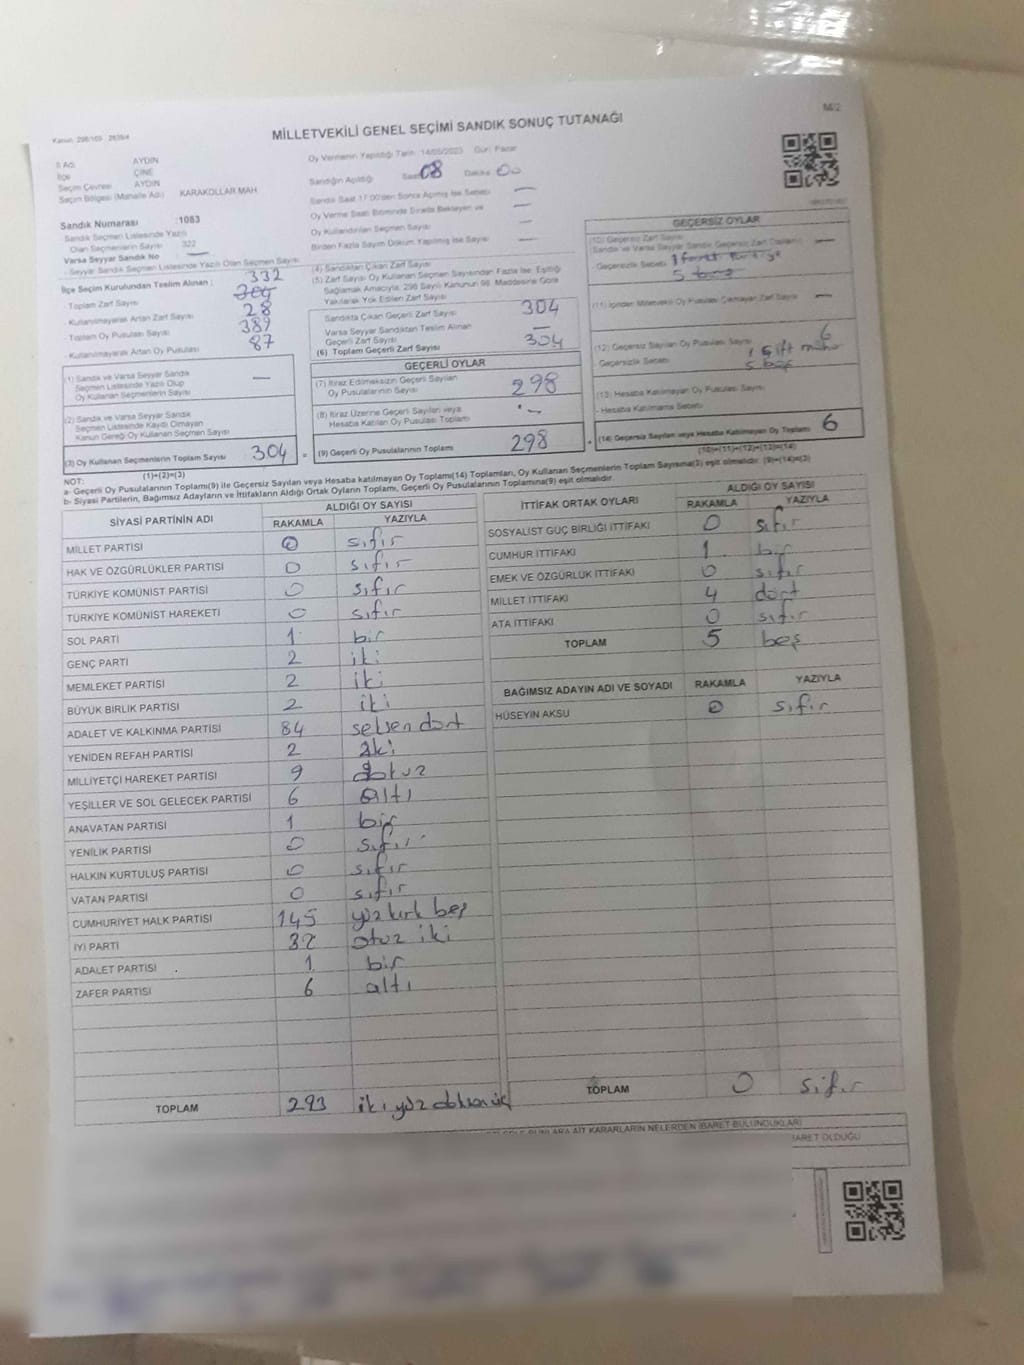 M/2
Kanun: 298/105 - 2839/4
MİLLETVEKİLİ GENEL SEÇİMİ SANDIK SONUÇ TUTANAĞI
İl Adı AYDIN
İlçe ÇİNE
Seçim Çevresi AYDIN
Seçim Bölgesi (Mahalle Adı) KARAKOLLAR MAH.
Oy Vermenin Yapıldığı Tarih: 14/05/2023 Gün: Pazar
Sandığın Açıldığı Saat 08 Dakika 00
Sandık Saat 17:00'den Sonra Açılmış İse Sebebi —
Oy Verme Saati Bitiminde Sırada Bekleyen ve
Oy Kullandırılan Seçmen Sayısı —
Birden Fazla Sayım Döküm Yapılmış İse Sayısı —
Sandık Numarası :1083
Sandık Seçmen Listesinde Yazılı
Olan Seçmenlerin Sayısı 322
Varsa Seyyar Sandık No —
- Seyyar Sandık Seçmen Listesinde Yazılı Olan Seçmen Sayısı
İlçe Seçim Kurulundan Teslim Alınan ; 332
- Toplam Zarf Sayısı 304
- Kullanılmayarak Artan Zarf Sayısı 28
- Toplam Oy Pusulası Sayısı 389
- Kullanılmayarak Artan Oy Pusulası 87
(1) Sandık ve Varsa Seyyar Sandık
Seçmen Listesinde Yazılı Olup
Oy Kullanan Seçmenlerin Sayısı —
(2) Sandık ve Varsa Seyyar Sandık
Seçmen Listesinde Kaydı Olmayan
Kanun Gereği Oy Kullanan Seçmen Sayısı
(3) Oy Kullanan Seçmenlerin Toplam Sayısı 304
(1)+(2)=(3)
(4) Sandıktan Çıkan Zarf Sayısı
(5) Zarf Sayısı Oy Kullanan Seçmen Sayısından Fazla İse; Eşitliği
Sağlamak Amacıyla, 298 Sayılı Kanunun 98. Maddesine Göre
Yakılarak Yok Edilen Zarf Sayısı
Sandıkta Çıkan Geçerli Zarf Sayısı 304
Varsa Seyyar Sandıktan Teslim Alınan
Geçerli Zarf Sayısı —
(6) Toplam Geçerli Zarf Sayısı 304
GEÇERLİ OYLAR
(7) İtiraz Edilmeksizin Geçerli Sayılan
Oy Pusulalarının Sayısı 298
(8) İtiraz Üzerine Geçerli Sayılan veya
Hesaba Katılan Oy Pusulası Toplamı —
= (9) Geçerli Oy Pusulalarının Toplamı 298
GEÇERSİZ OYLAR
(10) Geçersiz Zarf Sayısı
Sandık ve Varsa Seyyar Sandık Geçersiz Zarf Toplamı —
- Geçersizlik Sebebi
(11) İçinden Milletvekili Oy Pusulası Çıkmayan Zarf Sayısı —
(12) Geçersiz Sayılan Oy Pusulası Sayısı 6
- Geçersizlik Sebebi 1 çift mühür
5 boş
(13) Hesaba Katılmayan Oy Pusulası Sayısı
- Hesaba Katılmama Sebebi
+ (14) Geçersiz Sayılan veya Hesaba Katılmayan Oy Toplamı 6
(10)+(11)+(12)+(13)=(14)
NOT:
a- Geçerli Oy Pusulalarının Toplamı(9) ile Geçersiz Sayılan veya Hesaba katılmayan Oy Toplamı(14) Toplamları, Oy Kullanan Seçmenlerin Toplam Sayısına(3) eşit olmalıdır. (9)+(14)=(3)
b- Siyasi Partilerin, Bağımsız Adayların ve İttifakların Aldığı Ortak Oyların Toplamı, Geçerli Oy Pusulalarının Toplamına(9) eşit olmalıdır.
SİYASİ PARTİNİN ADI ALDIĞI OY SAYISI
RAKAMLA YAZIYLA
MİLLET PARTİSİ 0 sıfır
HAK VE ÖZGÜRLÜKLER PARTİSİ 0 sıfır
TÜRKİYE KOMÜNİST PARTİSİ 0 sıfır
TÜRKİYE KOMÜNİST HAREKETİ 0 sıfır
SOL PARTİ 1 bir
GENÇ PARTİ 2 iki
MEMLEKET PARTİSİ 2 iki
BÜYÜK BİRLİK PARTİSİ 2 iki
ADALET VE KALKINMA PARTİSİ 84 seksen dört
YENİDEN REFAH PARTİSİ 2 iki
MİLLİYETÇİ HAREKET PARTİSİ 9 dokuz
YEŞİLLER VE SOL GELECEK PARTİSİ 6 altı
ANAVATAN PARTİSİ 1 bir
YENİLİK PARTİSİ 0 sıfır
HALKIN KURTULUŞ PARTİSİ 0 sıfır
VATAN PARTİSİ 0 sıfır
CUMHURİYET HALK PARTİSİ 145 yüz kırk beş
İYİ PARTİ 32 otuz iki
ADALET PARTİSİ 1 bir
ZAFER PARTİSİ 6 altı
TOPLAM 293 iki yüz doksan üç
İTTİFAK ORTAK OYLARI ALDIĞI OY SAYISI
RAKAMLA YAZIYLA
SOSYALİST GÜÇ BİRLİĞİ İTTİFAKI 0 sıfır
CUMHUR İTTİFAKI 1 bir
EMEK VE ÖZGÜRLÜK İTTİFAKI 0 sıfır
MİLLET İTTİFAKI 4 dört
ATA İTTİFAKI 0 sıfır
TOPLAM 5 beş
BAĞIMSIZ ADAYIN ADI VE SOYADI RAKAMLA YAZIYLA
HÜSEYİN AKSU 0 sıfır
TOPLAM 0 sıfır
BUNLARA AİT KARARLARIN NELERDEN İBARET BULUNDUKLARI)
İBARET OLDUĞU